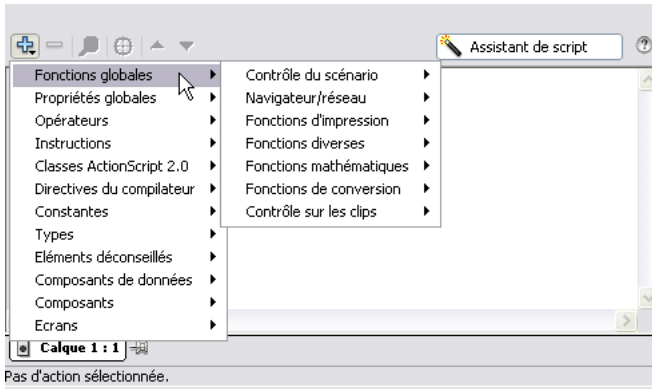 Assistant de script
Fonctions globales
Propriétés globales
Opérateurs
Instructions
Classes ActionScript 2.0
Directives du compilateur
Constantes
Types
Eléments déconseillés
Composants de données
Composants
Ecrans
Contrôle du scénario
Navigateur/réseau
Fonctions d'impression
Fonctions diverses
Fonctions mathématiques
Fonctions de conversion
Contrôle sur les clips
Calque 1 : 1
Pas d'action sélectionnée.